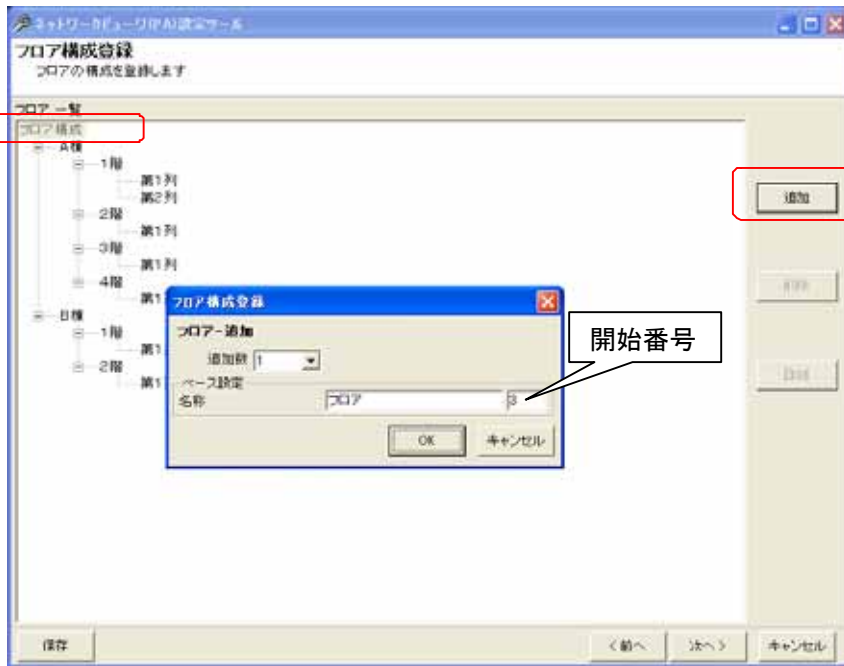 ネットワークビューワ(PA)設定ツール
フロア構成登録
フロアの構成を登録します
フロア一覧
フロア構成
A棟
1階
第1列
第2列
2階
第1列
3階
第1列
4階
第1
B棟
1階
第1
2階
第1
追加
フロア構成登録
フロア-追加
追加数 1
ベース設定
名称 フロア 3
OK キャンセル
開始番号
保存 <前へ 次へ> キャンセル